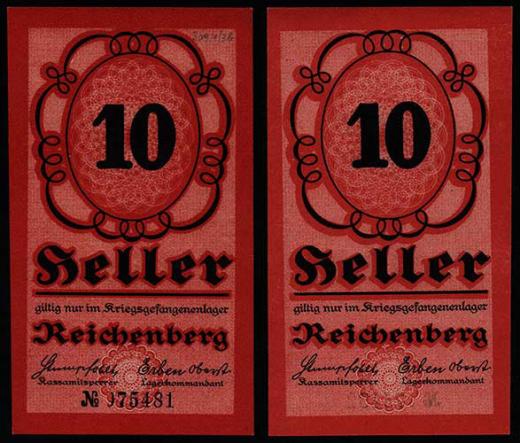 10
Heller
giltig nur im Kriegsgefangenenlager
Reichenberg
Erben Oberst
Kassamitsperrer Lagerkommandant
№ 075481
10
Heller
giltig nur im Kriegsgefangenenlager
Reichenberg
Erben Oberst
Kassamitsperrer Lagerkommandant